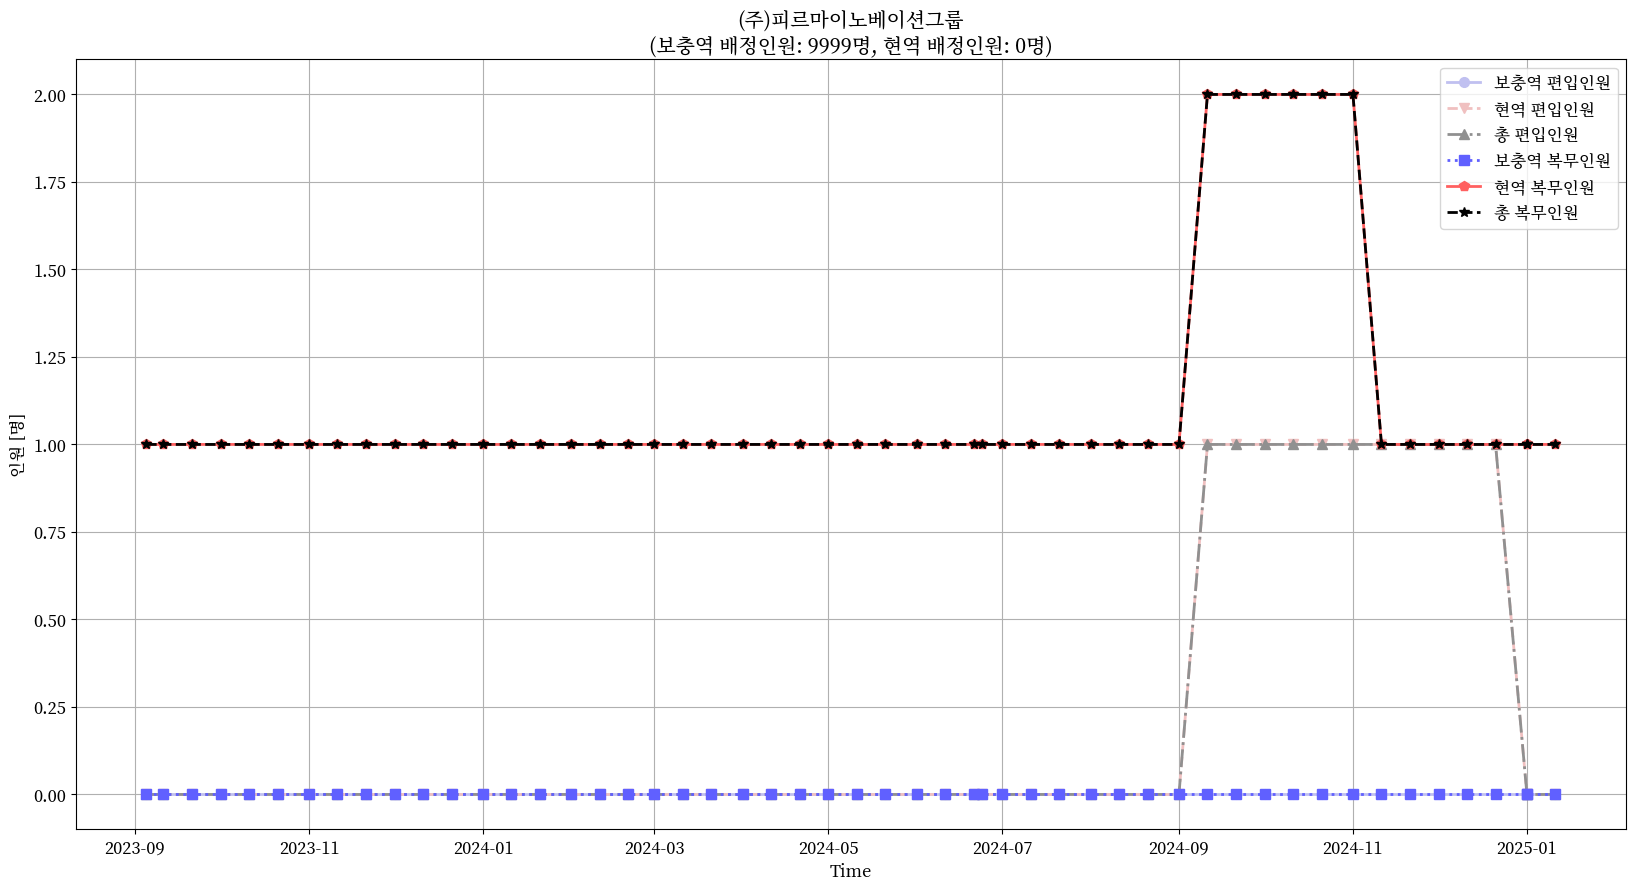 (주)피르마이노베이션그룹
(보충역 배정인원: 9999명, 현역 배정인원: 0명)
보충역 편입인원
현역 편입인원
총 편입인원
보충역 복무인원
현역 복무인원
총 복무인원
2.00
1.75
1.50
1.25
1.00
0.75
0.50
0.25
0.00
인원 [명]
2023-09
2023-11
2024-01
2024-03
2024-05
2024-07
2024-09
2024-11
2025-01
Time